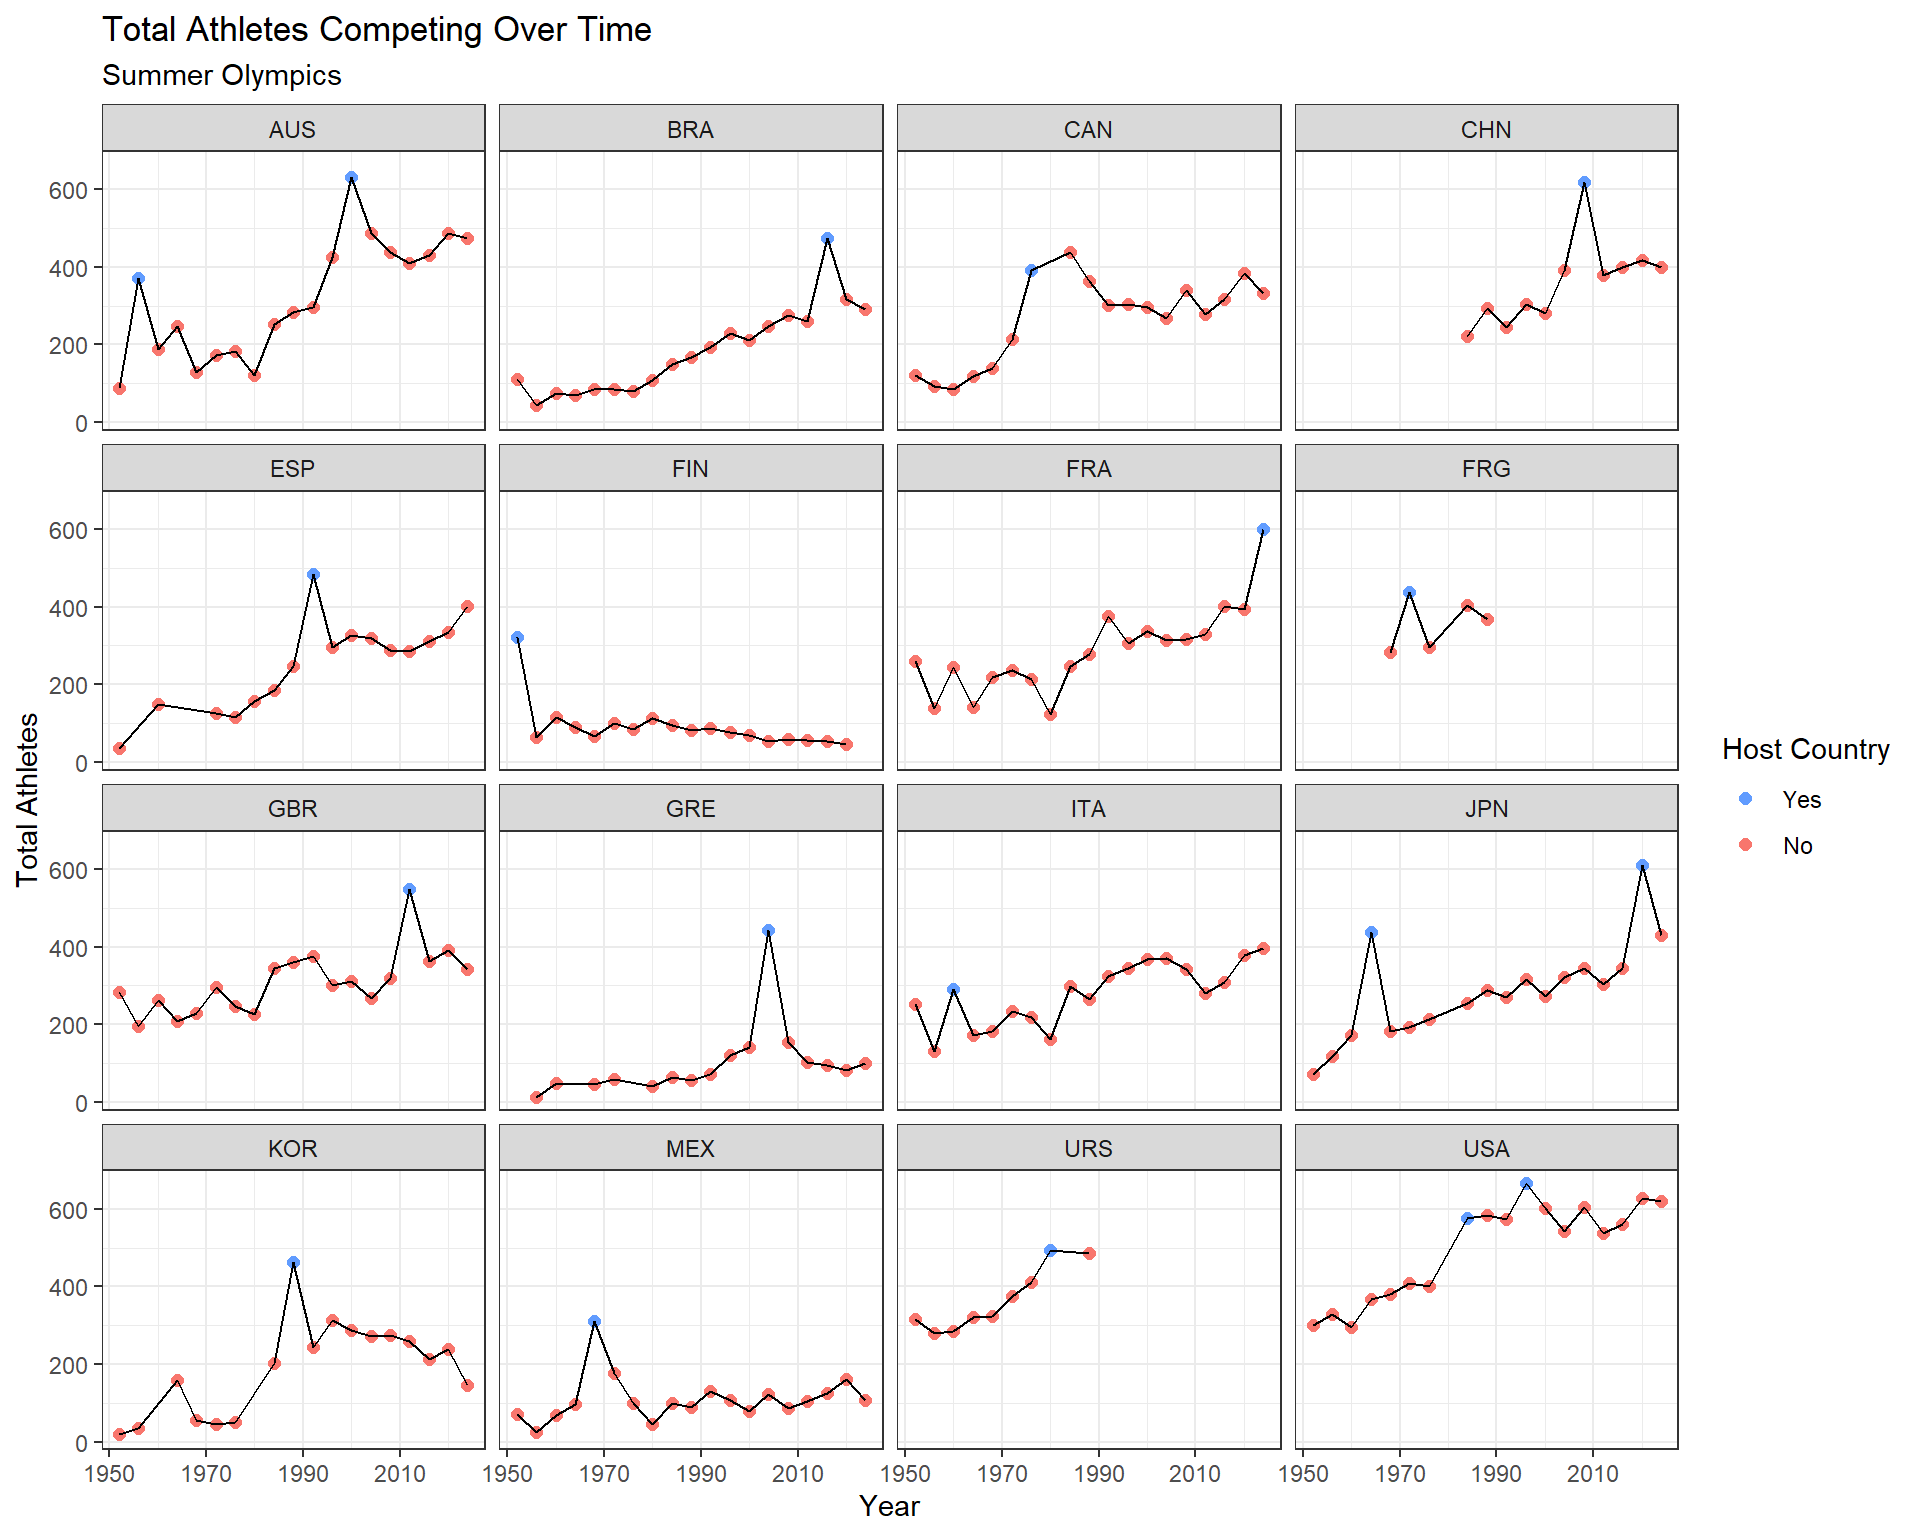 Total Athletes Competing Over Time
Summer Olympics
AUS
BRA
CAN
CHN
600
400
200
0
ESP
FIN
FRA
FRG
600
400
200
0
GBR
GRE
ITA
JPN
600
400
200
0
KOR
MEX
URS
USA
600
400
200
0
1950 1970 1990 2010
1950 1970 1990 2010
1950 1970 1990 2010
1950 1970 1990 2010
Year
Total Athletes
Host Country
Yes
No